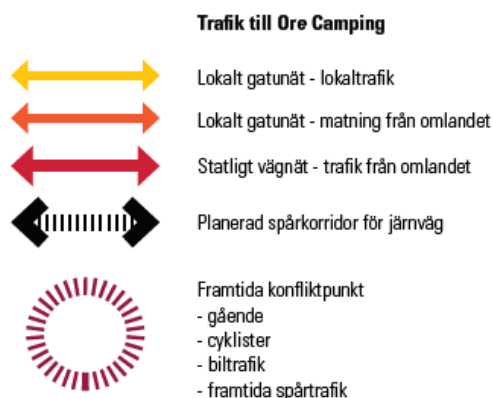 Trafik till Ore Camping
Lokalt gatunät - lokaltrafik
Lokalt gatunät - matning från omlandet
Statligt vägnät - trafik från omlandet
Planerad spårkorridor för järnväg
Framtida konfliktpunkt
- gående
- cyklister
- biltrafik
- framtida spårtrafik